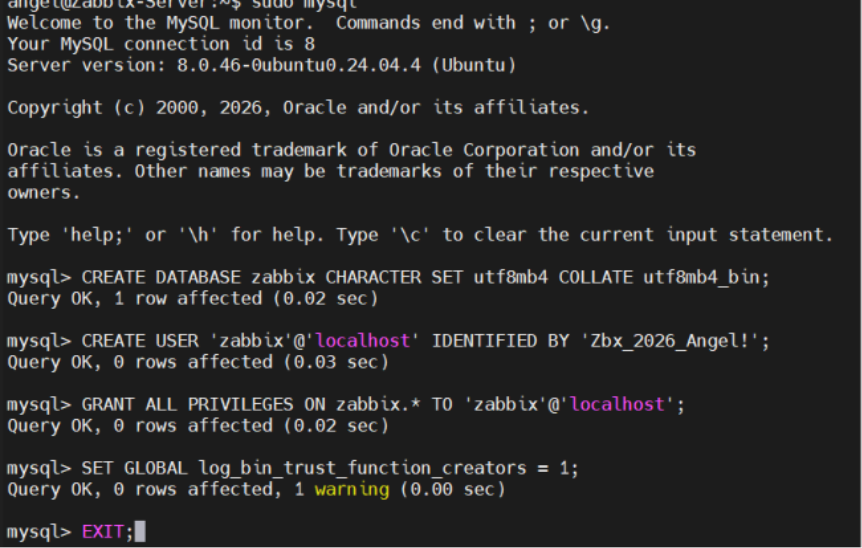 angel@Zabbix-Server:~$ sudo mysql
Welcome to the MySQL monitor.  Commands end with ; or \g.
Your MySQL connection id is 8
Server version: 8.0.46-0ubuntu0.24.04.4 (Ubuntu)
Copyright (c) 2000, 2026, Oracle and/or its affiliates.
Oracle is a registered trademark of Oracle Corporation and/or its
affiliates. Other names may be trademarks of their respective
owners.
Type 'help;' or '\h' for help. Type '\c' to clear the current input statement.
mysql> CREATE DATABASE zabbix CHARACTER SET utf8mb4 COLLATE utf8mb4_bin;
Query OK, 1 row affected (0.02 sec)
mysql> CREATE USER 'zabbix'@'localhost' IDENTIFIED BY 'Zbx_2026_Angel!';
Query OK, 0 rows affected (0.03 sec)
mysql> GRANT ALL PRIVILEGES ON zabbix.* TO 'zabbix'@'localhost';
Query OK, 0 rows affected (0.02 sec)
mysql> SET GLOBAL log_bin_trust_function_creators = 1;
Query OK, 0 rows affected, 1 warning (0.00 sec)
mysql> EXIT;